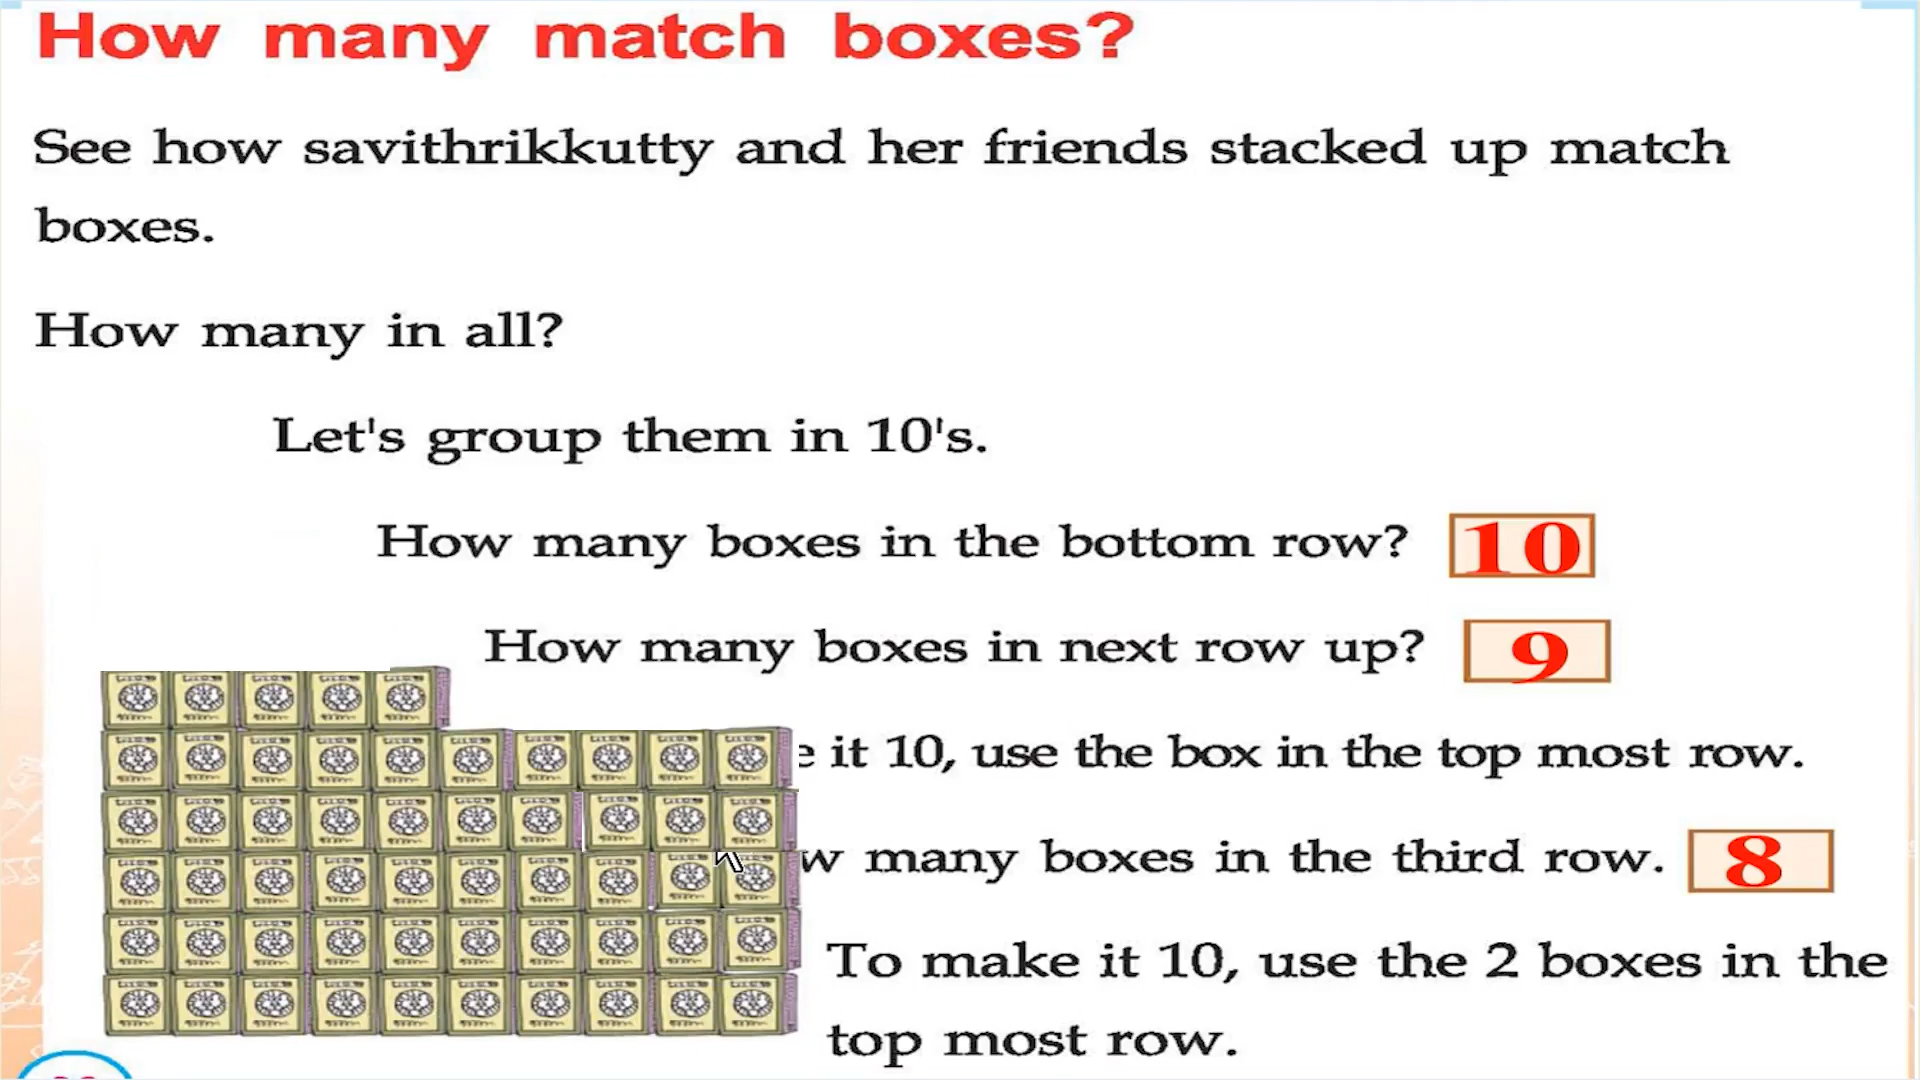 How many match boxes?
See how savithrikkutty and her friends stacked up match
boxes.
How many in all?
Let's group them in 10's.
How many boxes in the bottom row? 10
How many boxes in next row up? 9
it 10, use the box in the top most row.
many boxes in the third row. 8
To make it 10, use the 2 boxes in the
top most row.